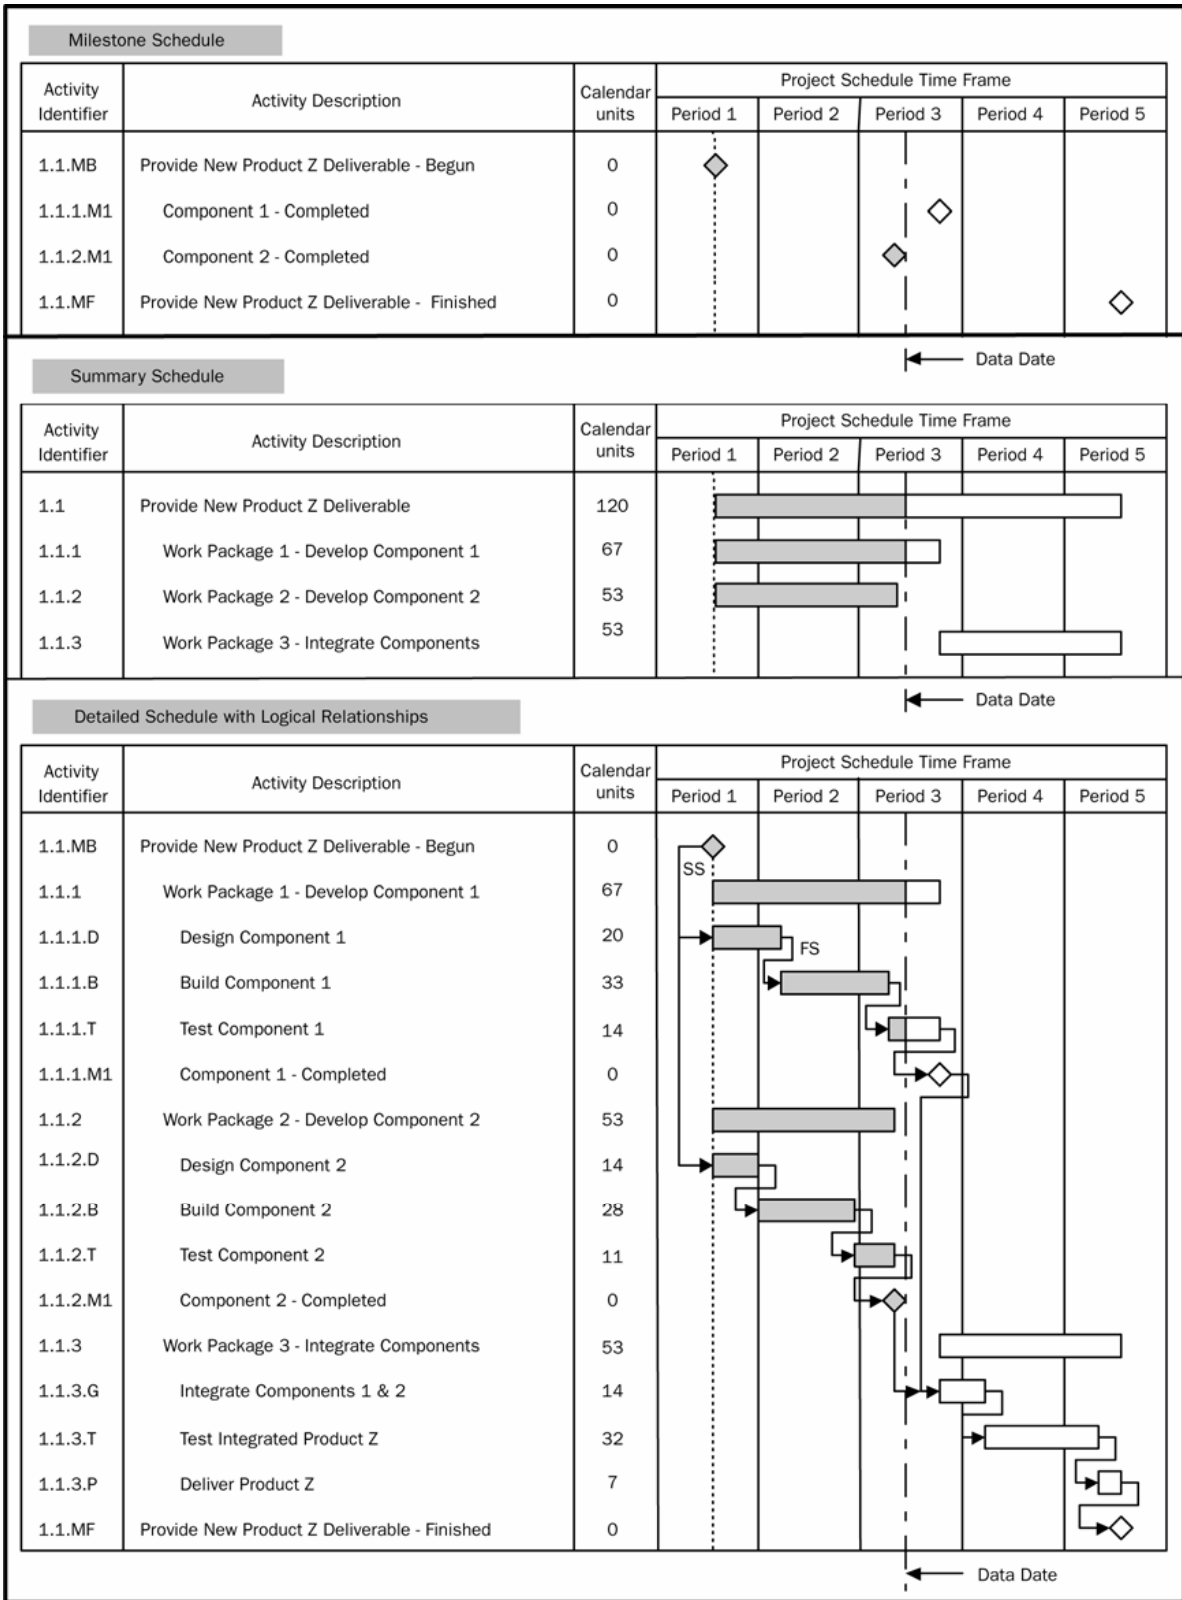 Milestone Schedule
Activity Identifier Activity Description Calendar units Project Schedule Time Frame
Period 1 Period 2 Period 3 Period 4 Period 5
1.1.MB Provide New Product Z Deliverable - Begun 0
1.1.1.M1 Component 1 - Completed 0
1.1.2.M1 Component 2 - Completed 0
1.1.MF Provide New Product Z Deliverable - Finished 0
Data Date
Summary Schedule
Activity Identifier Activity Description Calendar units Project Schedule Time Frame
Period 1 Period 2 Period 3 Period 4 Period 5
1.1 Provide New Product Z Deliverable 120
1.1.1 Work Package 1 - Develop Component 1 67
1.1.2 Work Package 2 - Develop Component 2 53
1.1.3 Work Package 3 - Integrate Components 53
Data Date
Detailed Schedule with Logical Relationships
Activity Identifier Activity Description Calendar units Project Schedule Time Frame
Period 1 Period 2 Period 3 Period 4 Period 5
1.1.MB Provide New Product Z Deliverable - Begun 0
SS
1.1.1 Work Package 1 - Develop Component 1 67
1.1.1.D Design Component 1 20
FS
1.1.1.B Build Component 1 33
1.1.1.T Test Component 1 14
1.1.1.M1 Component 1 - Completed 0
1.1.2 Work Package 2 - Develop Component 2 53
1.1.2.D Design Component 2 14
1.1.2.B Build Component 2 28
1.1.2.T Test Component 2 11
1.1.2.M1 Component 2 - Completed 0
1.1.3 Work Package 3 - Integrate Components 53
1.1.3.G Integrate Components 1 & 2 14
1.1.3.T Test Integrated Product Z 32
1.1.3.P Deliver Product Z 7
1.1.MF Provide New Product Z Deliverable - Finished 0
Data Date